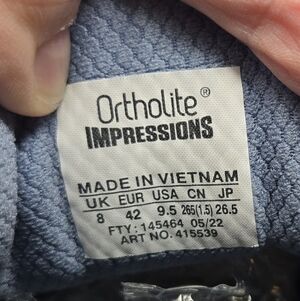 Ortholite®
IMPRESSIONS
MADE IN VIETNAM
UK EUR USA CN JP
8 42 9.5 265(1.5) 26.5
FTY: 145464 05/22
ART NO. 415539